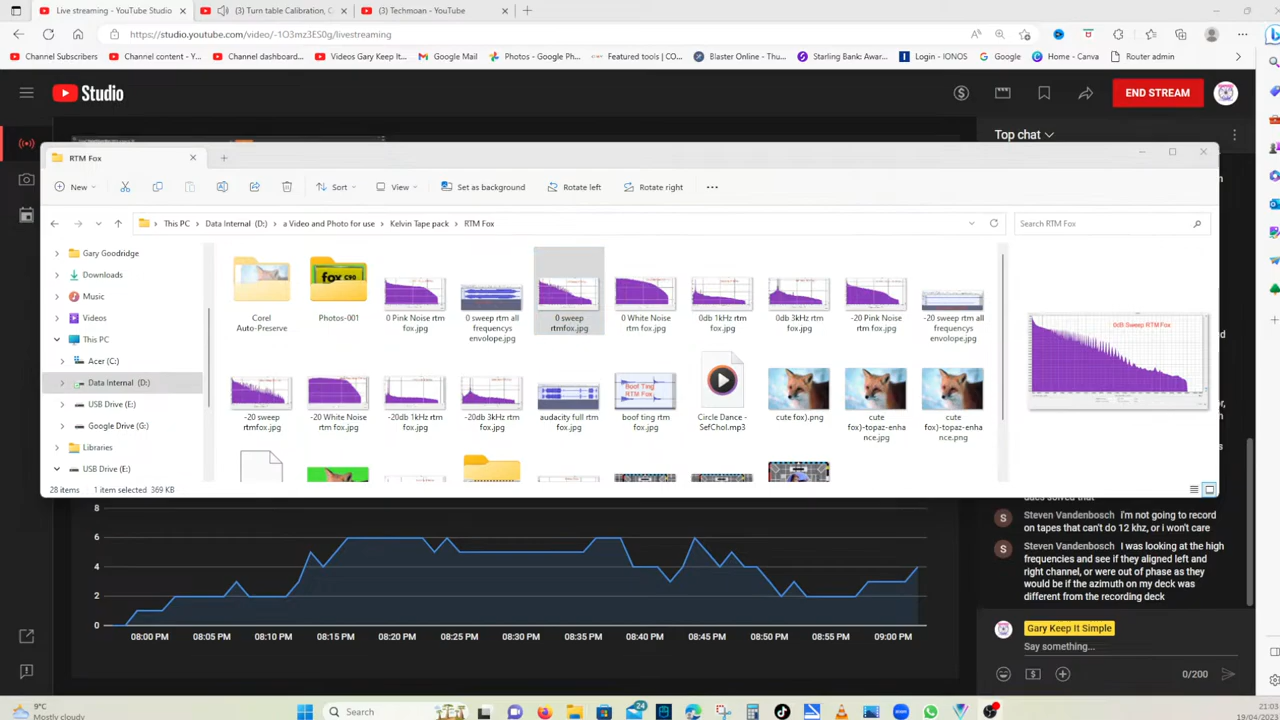 Live streaming - YouTube Studio
(3) Turn table Calibration, C
(3) Techmoan - YouTube
https://studio.youtube.com/video/-1O3mz3ES0g/livestreaming
Channel Subscribers
Channel content - Y...
Channel dashboard...
Videos Gary Keep It...
Google Mail
Photos - Google Ph...
Featured tools | CO...
Blaster Online - Thu...
Starling Bank: Awar...
Login - IONOS
Google
Home - Canva
Router admin
Studio
END STREAM
Top chat
RTM Fox
New
Sort
View
Set as background
Rotate left
Rotate right
This PC > Data Internal (D:) > a Video and Photo for use > Kelvin Tape pack > RTM Fox
Search RTM Fox
Gary Goodridge
Downloads
Music
Videos
This PC
Acer (C:)
Data Internal (D:)
USB Drive (E:)
Google Drive (G:)
Libraries
USB Drive (E:)
fox C90
Corel Auto-Preserve
Photos-001
0 Pink Noise rtm fox.jpg
0 sweep rtm all frequencys envolope.jpg
0 sweep rtmfox.jpg
0 White Noise rtm fox.jpg
0db 1kHz rtm fox.jpg
0db 3kHz rtm fox.jpg
-20 Pink Noise rtm fox.jpg
-20 sweep rtm all frequencys envolope.jpg
0dB Sweep RTM Fox
Boof Ting RTM Fox
-20 sweep rtmfox.jpg
-20 White Noise rtm fox.jpg
-20db 1kHz rtm fox.jpg
-20db 3kHz rtm fox.jpg
audacity full rtm fox.jpg
boof ting rtm fox.jpg
Circle Dance - SefChol.mp3
cute fox).png
cute fox)-topaz-enhance.jpg
cute fox)-topaz-enhance.png
28 items
1 item selected 369 KB
8
6
4
2
0
08:00 PM
08:05 PM
08:10 PM
08:15 PM
08:20 PM
08:25 PM
08:30 PM
08:35 PM
08:40 PM
08:45 PM
08:50 PM
08:55 PM
09:00 PM
Steven Vandenbosch i'm not going to record
on tapes that can't do 12 khz, or i won't care
Steven Vandenbosch I was looking at the high
frequencies and see if they aligned left and
right channel, or were out of phase as they
would be if the azimuth on my deck was
different from the recording deck
Gary Keep It Simple
Say something...
0/200
9°C
Mostly cloudy
Search
24
21:03